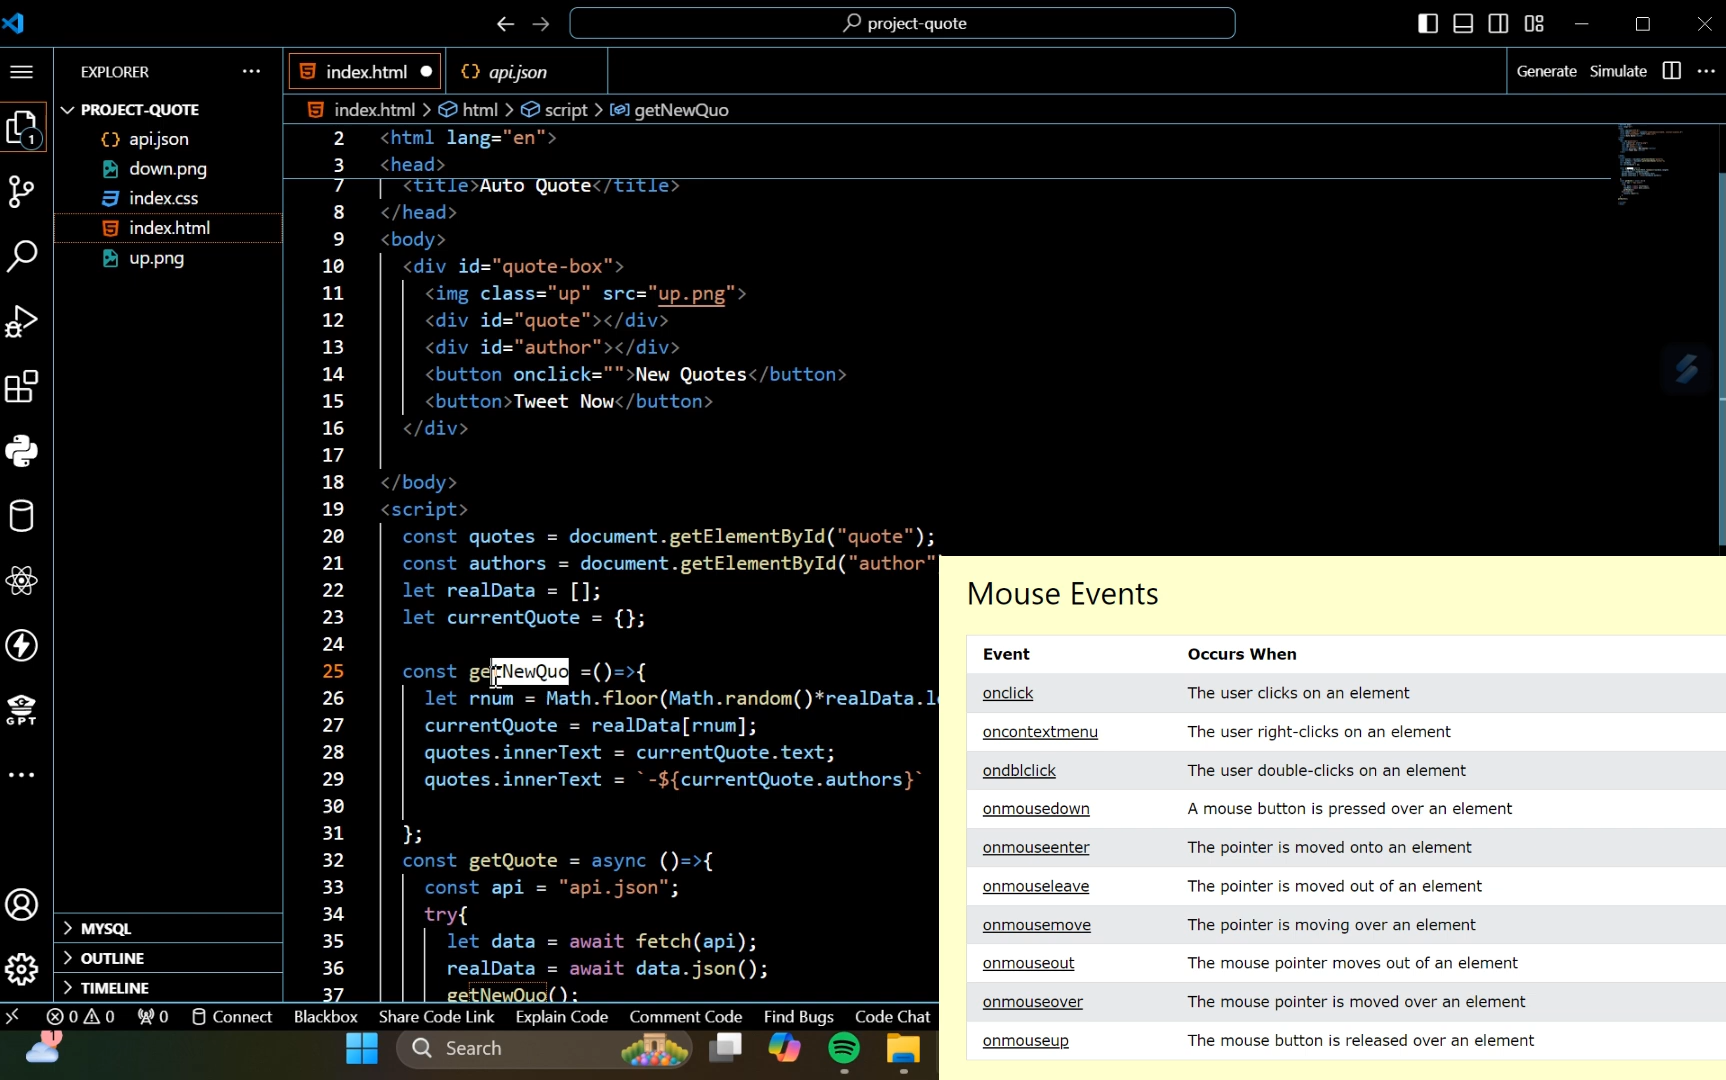 project-quote
EXPLORER
index.html
api.json
Generate Simulate
PROJECT-QUOTE
index.html > html > script > getNewQuo
api.json
down.png
index.css
index.html
up.png
1
2 <html lang="en">
3 <head>
7 <title>Auto Quote</title>
8 </head>
9 <body>
10 <div id="quote-box">
11 <img class="up" src="up.png">
12 <div id="quote"></div>
13 <div id="author"></div>
14 <button onclick="">New Quotes</button>
15 <button>Tweet Now</button>
16 </div>
17
18 </body>
19 <script>
20 const quotes = document.getElementById("quote");
21 const authors = document.getElementById("author"
22 let realData = [];
23 let currentQuote = {};
24
25 const getNewQuo =()=>{
26 let rnum = Math.floor(Math.random()*realData.l
27 currentQuote = realData[rnum];
28 quotes.innerText = currentQuote.text;
29 quotes.innerText = `-${currentQuote.authors}`
30
31 };
32 const getQuote = async ()=>{
33 const api = "api.json";
34 try{
35 let data = await fetch(api);
36 realData = await data.json();
37 getNewQuo();
GPT
MYSQL
OUTLINE
TIMELINE
Mouse Events
Event Occurs When
onclick The user clicks on an element
oncontextmenu The user right-clicks on an element
ondblclick The user double-clicks on an element
onmousedown A mouse button is pressed over an element
onmouseenter The pointer is moved onto an element
onmouseleave The pointer is moved out of an element
onmousemove The pointer is moving over an element
onmouseout The mouse pointer moves out of an element
onmouseover The mouse pointer is moved over an element
onmouseup The mouse button is released over an element
0 0 0 Connect Blackbox Share Code Link Explain Code Comment Code Find Bugs Code Chat
1
Search